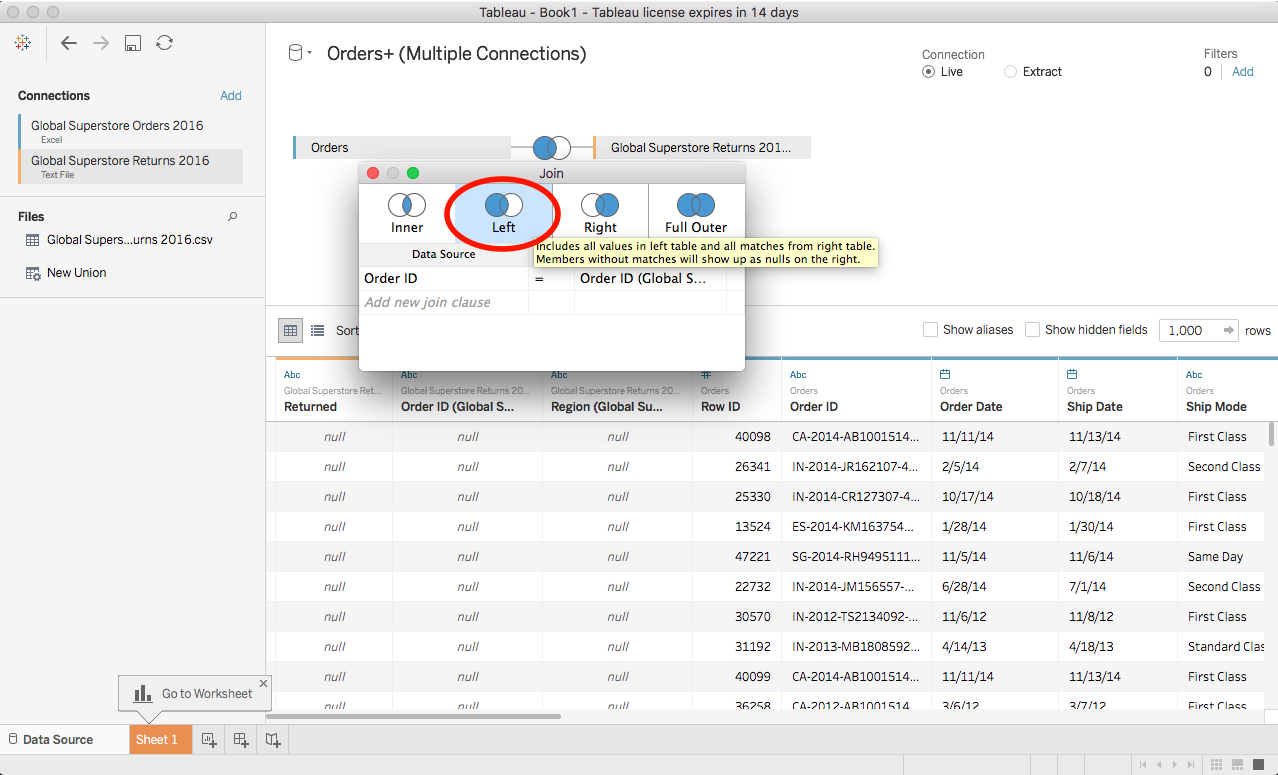 Tableau - Book1 - Tableau license expires in 14 days
Connections Add
Global Superstore Orders 2016
Excel
Global Superstore Returns 2016
Text File
Files
Global Supers...urns 2016.csv
New Union
Orders+ (Multiple Connections)
Connection
Live Extract
Filters
0 Add
Orders Global Superstore Returns 201...
Join
Inner Left Right Full Outer
Includes all values in left table and all matches from right table.
Members without matches will show up as nulls on the right.
Data Source
Order ID = Order ID (Global S...
Add new join clause
Sort Show aliases Show hidden fields 1,000 rows
Abc Abc Abc # Abc Abc
Global Superstore Ret... Global Superstore Returns 20... Global Superstore Returns 20... Orders Orders Orders Orders Orders
Returned Order ID (Global S... Region (Global Su... Row ID Order ID Order Date Ship Date Ship Mode
null null null 40098 CA-2014-AB1001514... 11/11/14 11/13/14 First Class
null null null 26341 IN-2014-JR162107-4... 2/5/14 2/7/14 Second Class
null null null 25330 IN-2014-CR127307-4... 10/17/14 10/18/14 First Class
null null null 13524 ES-2014-KM163754... 1/28/14 1/30/14 First Class
null null null 47221 SG-2014-RH9495111... 11/5/14 11/6/14 Same Day
null null null 22732 IN-2014-JM156557-... 6/28/14 7/1/14 Second Class
null null null 30570 IN-2012-TS2134092-... 11/6/12 11/8/12 First Class
null null null 31192 IN-2013-MB1808592... 4/14/13 4/18/13 Standard Clas
null null null 40099 CA-2014-AB1001514... 11/11/14 11/13/14 First Class
null null null 36258 CA-2012-AB1001514... 3/6/12 3/7/12 First Class
Go to Worksheet
Data Source Sheet 1